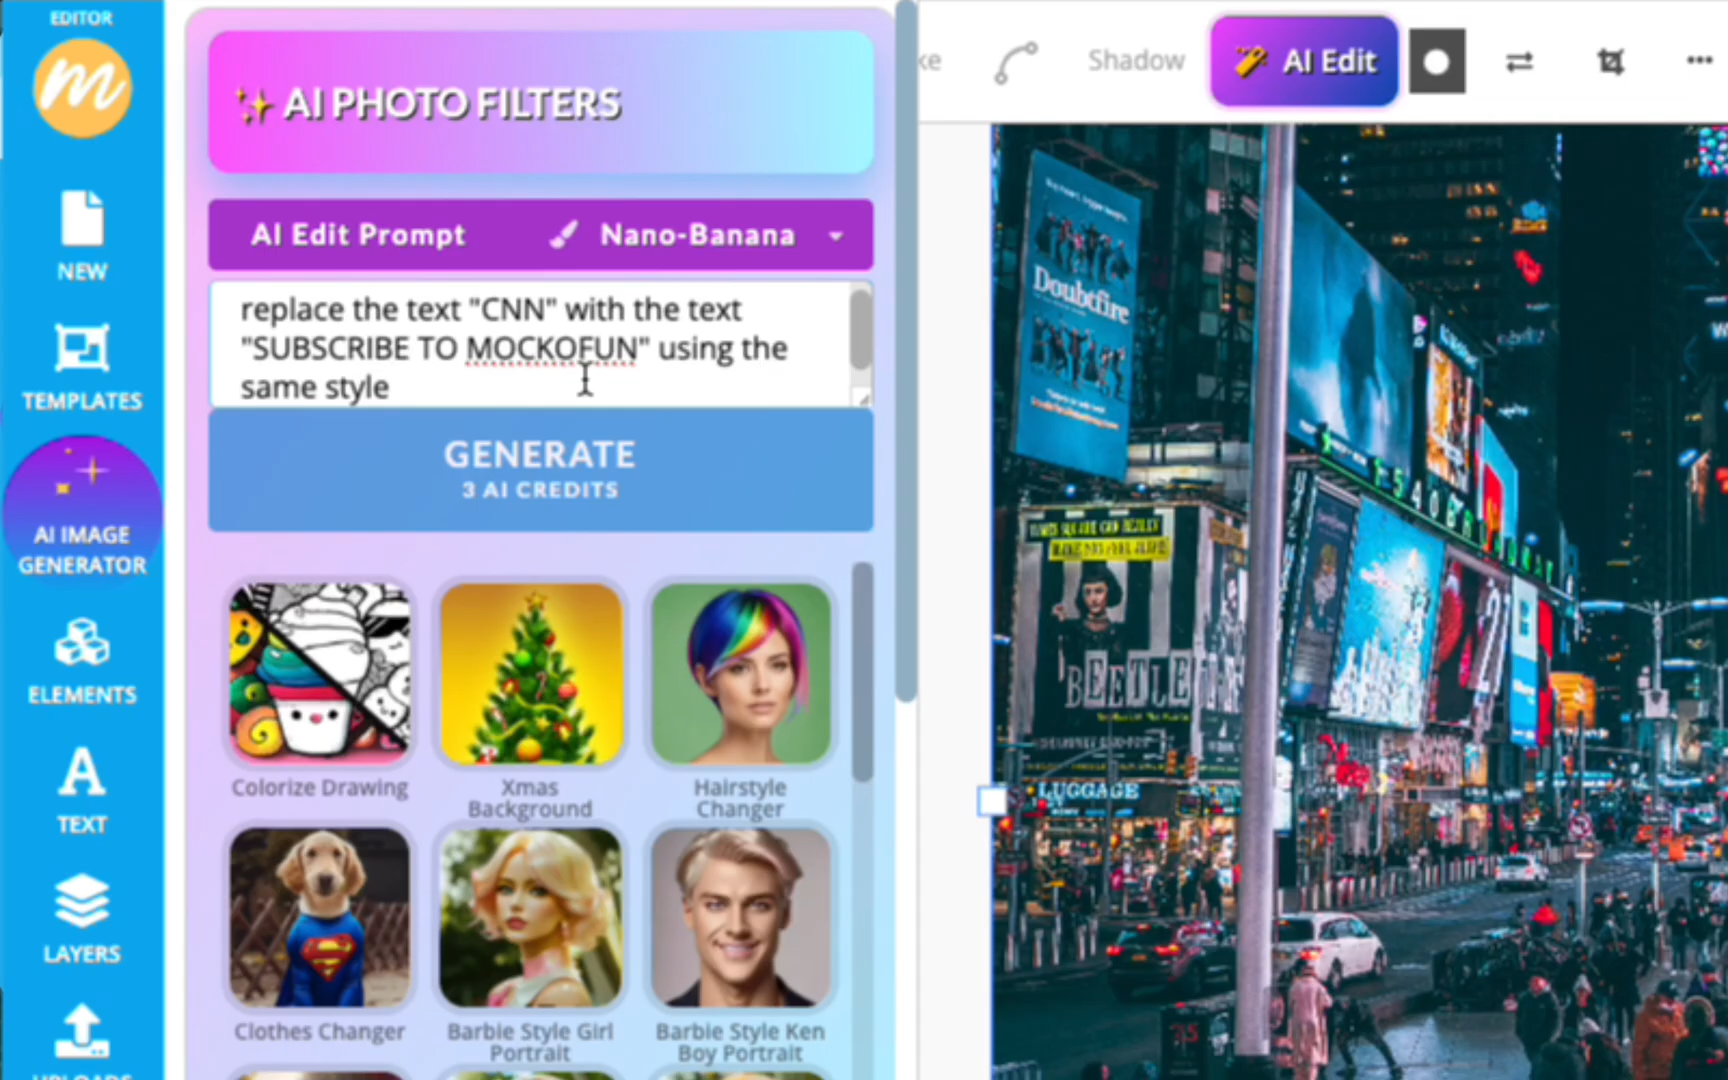 EDITOR
m
NEW
TEMPLATES
AI IMAGE
GENERATOR
ELEMENTS
TEXT
LAYERS
UPLOADS
AI PHOTO FILTERS
AI Edit Prompt
Nano-Banana
replace the text "CNN" with the text
"SUBSCRIBE TO MOCKOFUN" using the
same style
GENERATE
3 AI CREDITS
Colorize Drawing
Xmas
Background
Hairstyle
Changer
Clothes Changer
Barbie Style Girl
Portrait
Barbie Style Ken
Boy Portrait
ke
Shadow
AI Edit
Doubtfire
BEETLE
LUGGAGE